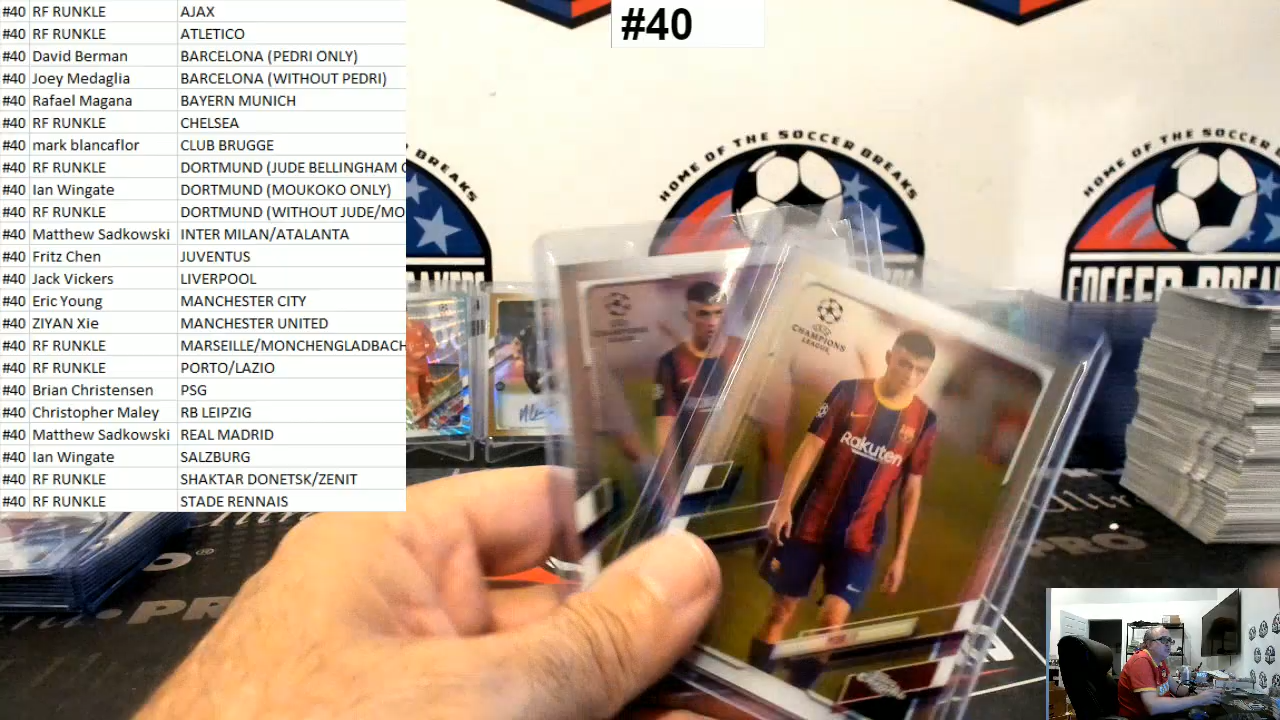 #40 RF RUNKLE AJAX
#40 RF RUNKLE ATLETICO
#40 David Berman BARCELONA (PEDRI ONLY)
#40 Joey Medaglia BARCELONA (WITHOUT PEDRI)
#40 Rafael Magana BAYERN MUNICH
#40 RF RUNKLE CHELSEA
#40 mark blancaflor CLUB BRUGGE
#40 RF RUNKLE DORTMUND (JUDE BELLINGHAM
#40 Ian Wingate DORTMUND (MOUKOKO ONLY)
#40 RF RUNKLE DORTMUND (WITHOUT JUDE/MO
#40 Matthew Sadkowski INTER MILAN/ATALANTA
#40 Fritz Chen JUVENTUS
#40 Jack Vickers LIVERPOOL
#40 Eric Young MANCHESTER CITY
#40 ZIYAN Xie MANCHESTER UNITED
#40 RF RUNKLE MARSEILLE/MONCHENGLADBACH
#40 RF RUNKLE PORTO/LAZIO
#40 Brian Christensen PSG
#40 Christopher Maley RB LEIPZIG
#40 Matthew Sadkowski REAL MADRID
#40 Ian Wingate SALZBURG
#40 RF RUNKLE SHAKTAR DONETSK/ZENIT
#40 RF RUNKLE STADE RENNAIS
#40
HOME OF THE SOCCER BREAKS
HOME OF THE SOCCER
SOCCER BREA
CHAMPIONS
LEAGUE
CHAMPIONS
LEAGUE
Rakuten
PRO
PRO